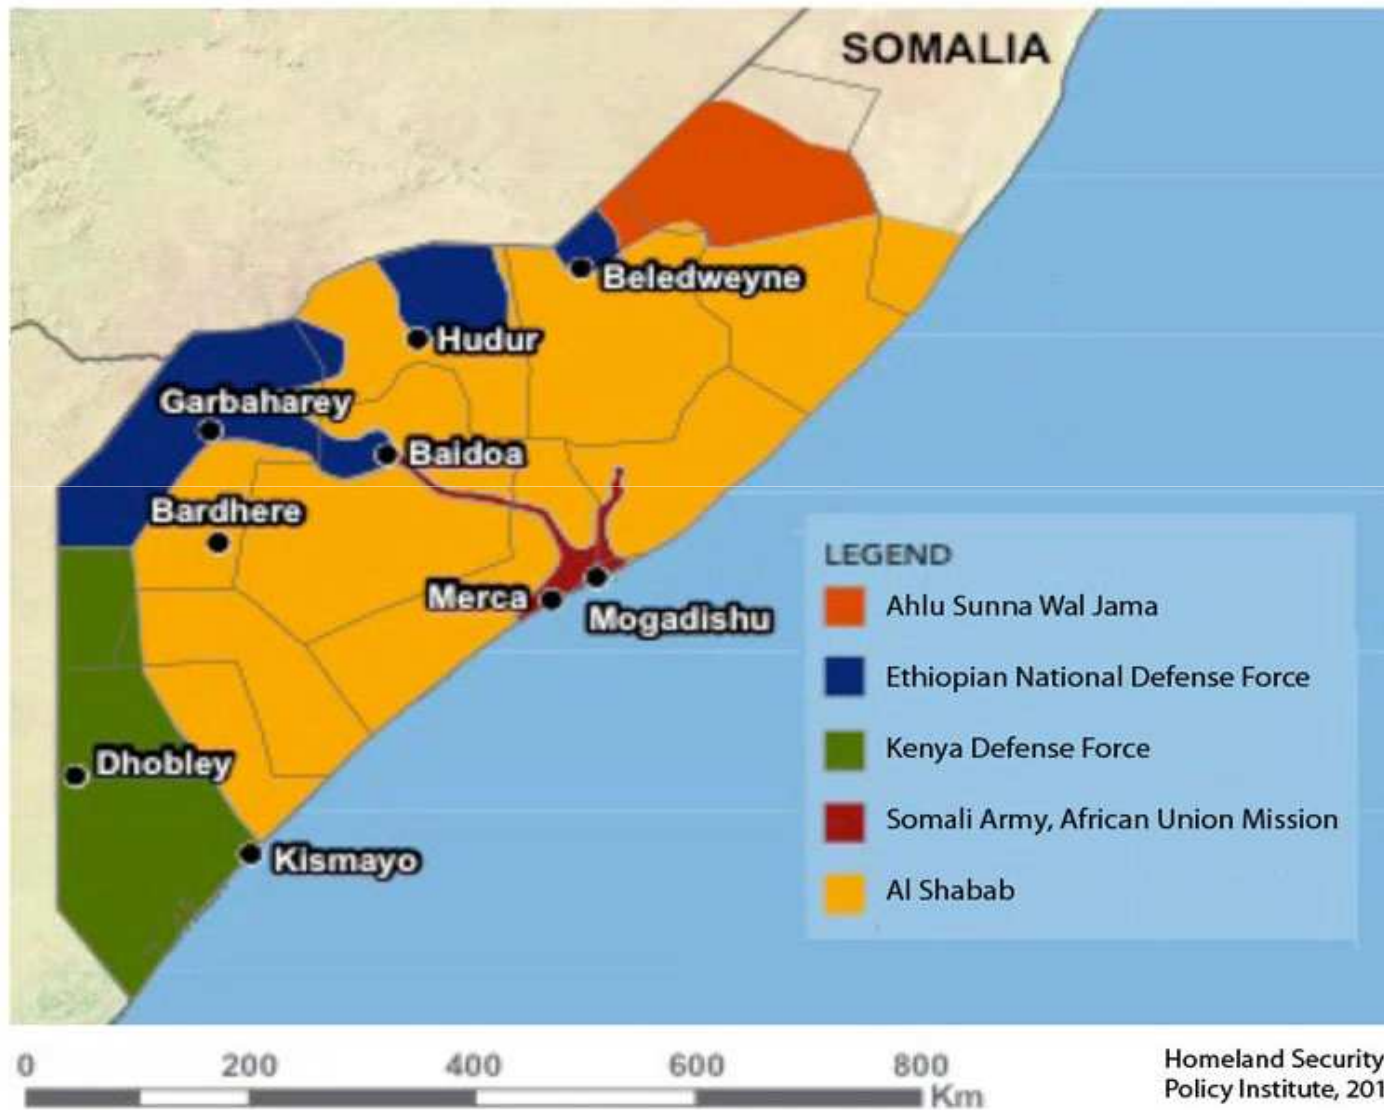 SOMALIA
Beledweyne
Hudur
Garbaharey
Baidoa
Bardhere
Merca
Mogadishu
Dhobley
Kismayo
LEGEND
Ahlu Sunna Wal Jama
Ethiopian National Defense Force
Kenya Defense Force
Somali Army, African Union Mission
Al Shabab
0 200 400 600 800
Km
Homeland Security
Policy Institute, 201